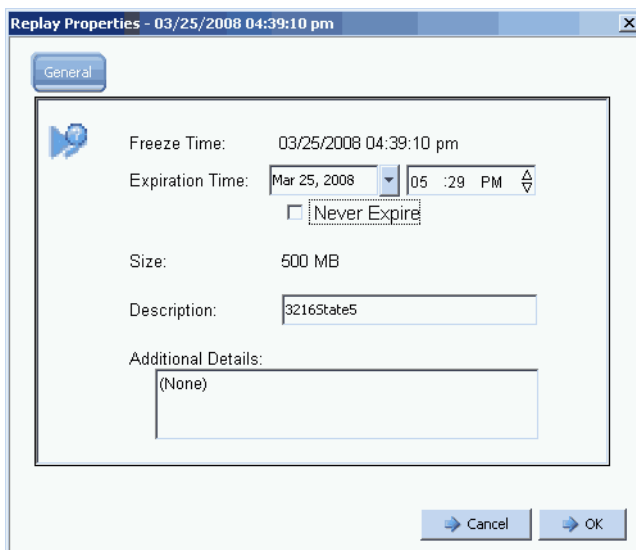 Replay Properties - 03/25/2008 04:39:10 pm
General
Freeze Time: 03/25/2008 04:39:10 pm
Expiration Time: Mar 25, 2008 05 :29 PM
Never Expire
Size: 500 MB
Description: 3216State5
Additional Details:
(None)
Cancel OK